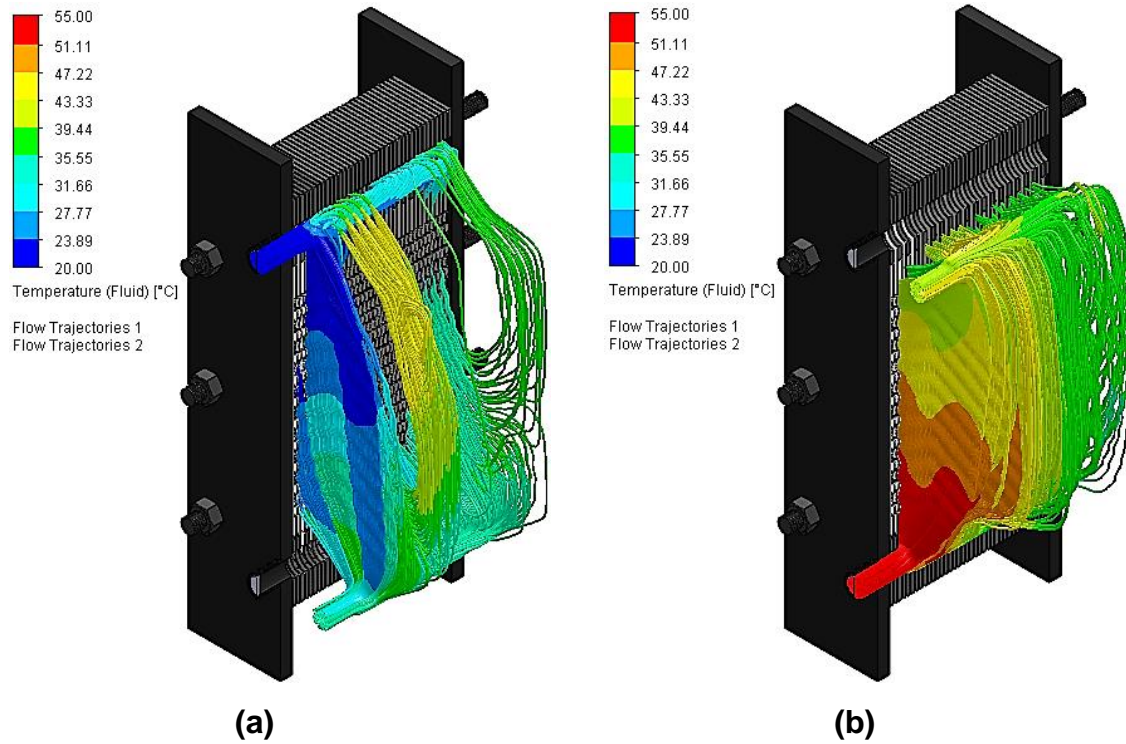 55.00
51.11
47.22
43.33
39.44
35.55
31.66
27.77
23.89
20.00
Temperature (Fluid) [°C]
Flow Trajectories 1
Flow Trajectories 2
(a)
55.00
51.11
47.22
43.33
39.44
35.55
31.66
27.77
23.89
20.00
Temperature (Fluid) [°C]
Flow Trajectories 1
Flow Trajectories 2
(b)